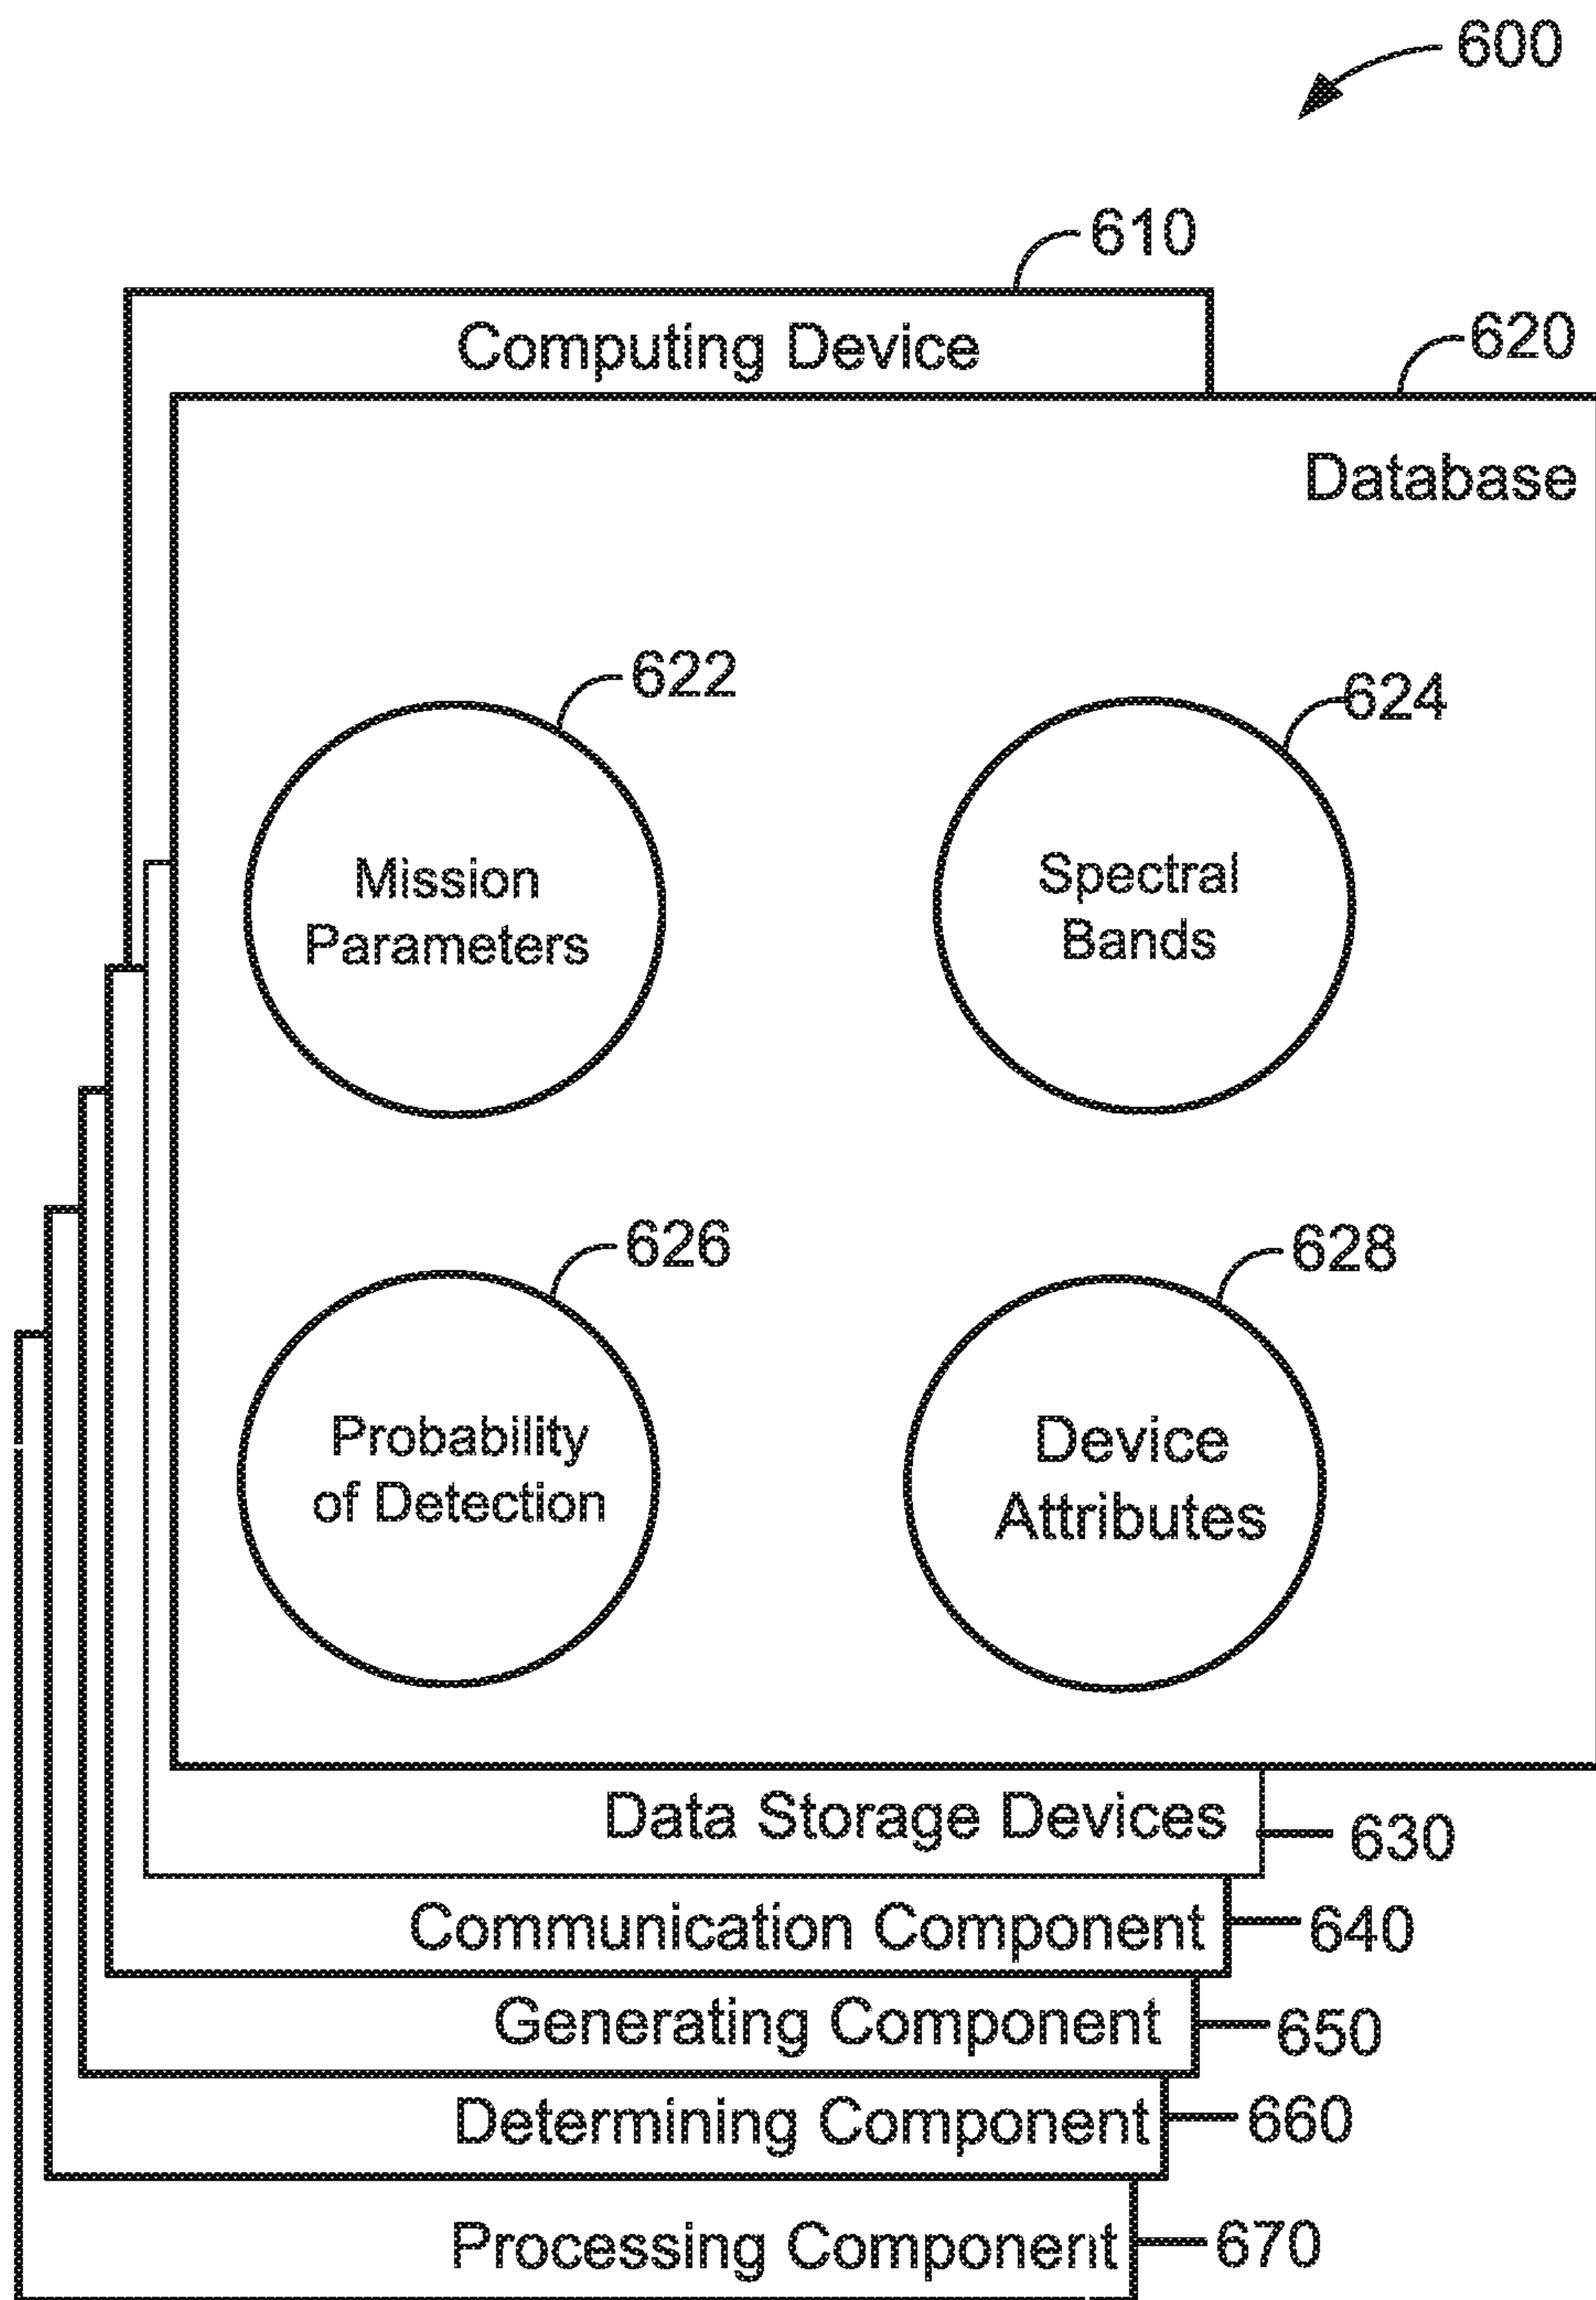 600
610
Computing Device
620
Database
622
Mission
Parameters
624
Spectral
Bands
626
Probability
of Detection
628
Device
Attributes
Data Storage Devices
630
Communication Component
640
Generating Component
650
Determining Component
660
Processing Component
670